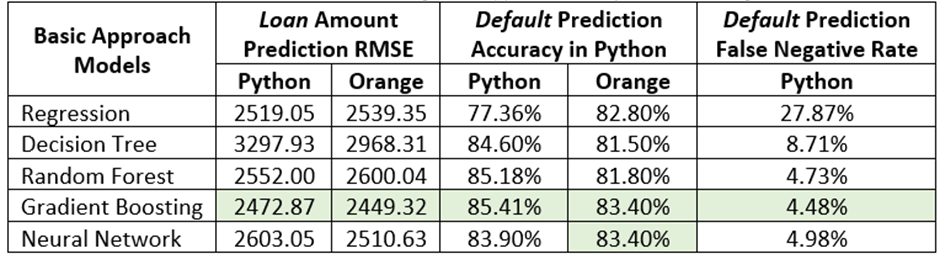 Basic Approach Models | Loan Amount Prediction RMSE | Default Prediction Accuracy in Python | Default Prediction False Negative Rate
Python | Orange | Python | Orange | Python
Regression | 2519.05 | 2539.35 | 77.36% | 82.80% | 27.87%
Decision Tree | 3297.93 | 2968.31 | 84.60% | 81.50% | 8.71%
Random Forest | 2552.00 | 2600.04 | 85.18% | 81.80% | 4.73%
Gradient Boosting | 2472.87 | 2449.32 | 85.41% | 83.40% | 4.48%
Neural Network | 2603.05 | 2510.63 | 83.90% | 83.40% | 4.98%